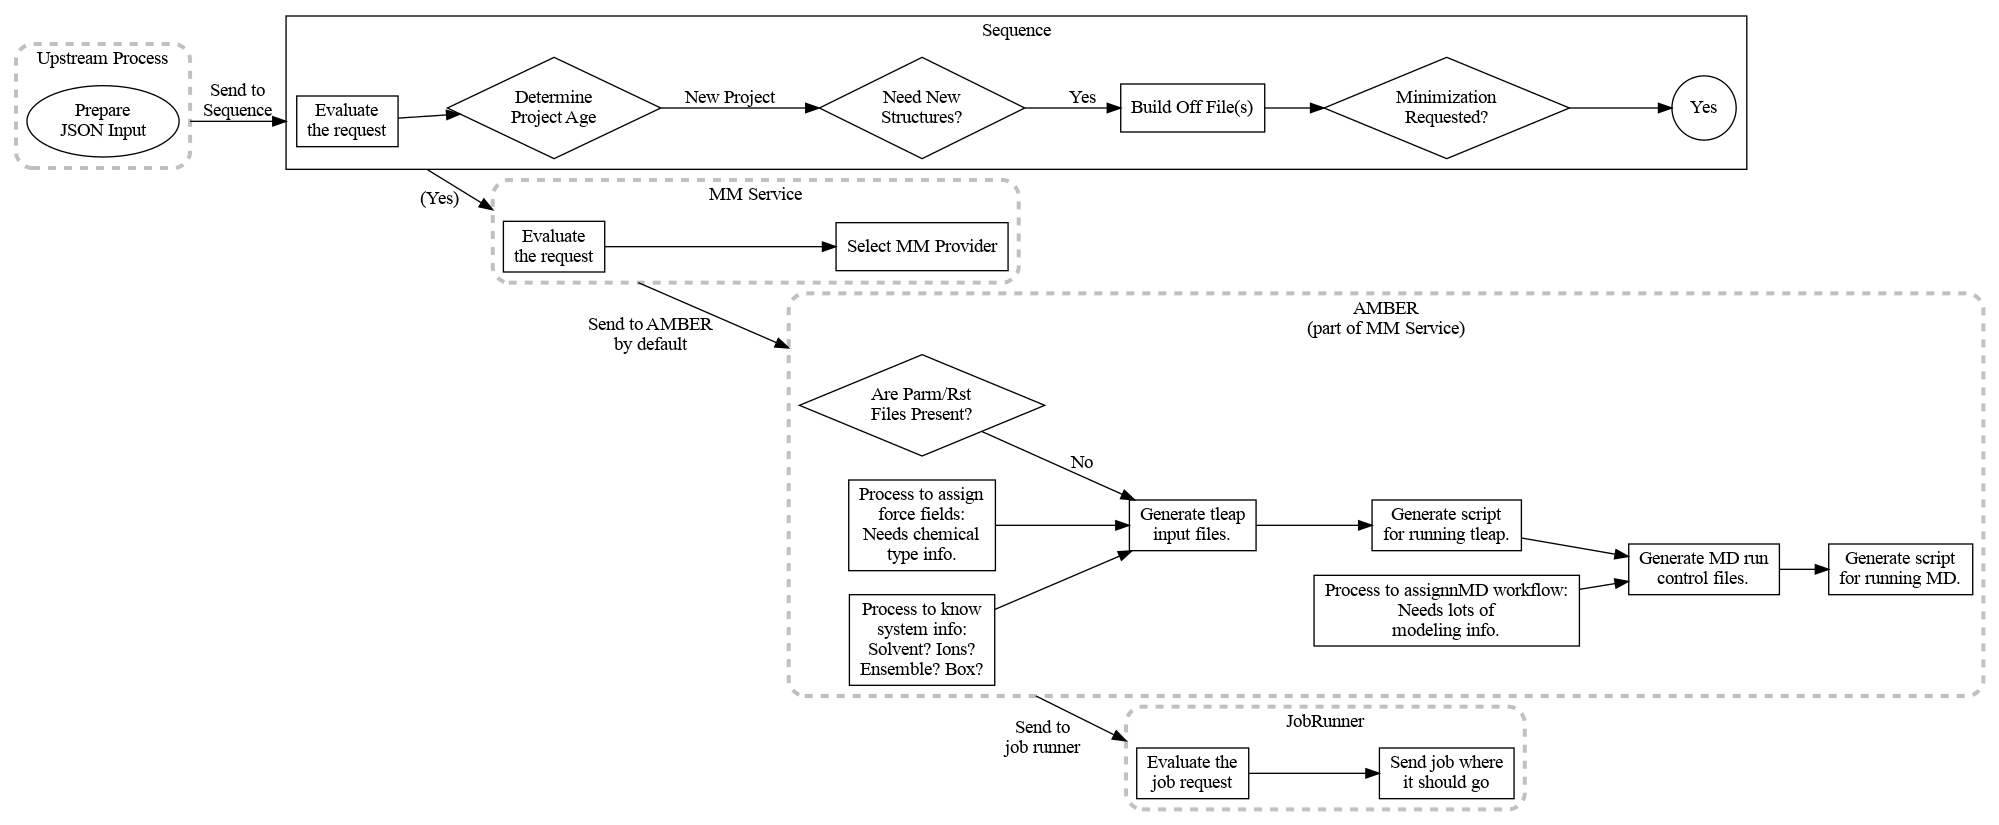 Upstream Process
Prepare
JSON Input
Send to
Sequence
Sequence
Evaluate
the request
Determine
Project Age
New Project
Need New
Structures?
Yes
Build Off File(s)
Minimization
Requested?
Yes
(Yes)
MM Service
Evaluate
the request
Select MM Provider
Send to AMBER
by default
AMBER
(part of MM Service)
Are Parm/Rst
Files Present?
No
Process to assign
force fields:
Needs chemical
type info.
Process to know
system info:
Solvent? Ions?
Ensemble? Box?
Generate tleap
input files.
Generate script
for running tleap.
Process to assignnMD workflow:
Needs lots of
modeling info.
Generate MD run
control files.
Generate script
for running MD.
Send to
job runner
JobRunner
Evaluate the
job request
Send job where
it should go